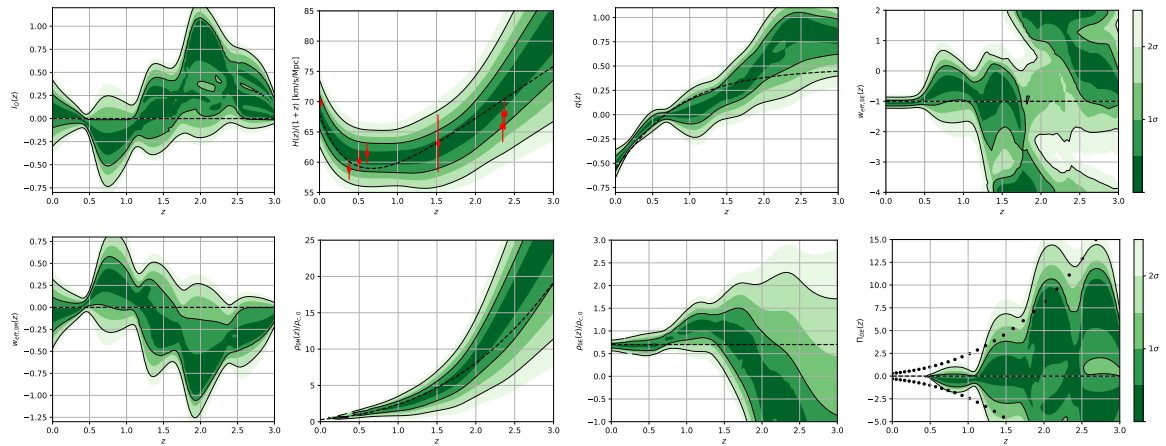 1.00
0.75
0.50
0.25
0.00
−0.25
−0.50
−0.75
I_Q(z)
0.0 0.5 1.0 1.5 2.0 2.5 3.0
z
85
80
75
70
65
60
55
H(z)/(1 + z) [km/s/Mpc]
0.0 0.5 1.0 1.5 2.0 2.5 3.0
z
1.00
0.75
0.50
0.25
0.00
−0.25
−0.50
−0.75
q(z)
0.0 0.5 1.0 1.5 2.0 2.5 3.0
z
2
1
0
−1
−2
−3
−4
w_{eff,DE}(z)
0.0 0.5 1.0 1.5 2.0 2.5 3.0
z
2σ
1σ
0.75
0.50
0.25
0.00
−0.25
−0.50
−0.75
−1.00
−1.25
w_{eff,DM}(z)
0.0 0.5 1.0 1.5 2.0 2.5 3.0
z
25
20
15
10
5
0
ρ_{DM}(z)/ρ_{c,0}
0.0 0.5 1.0 1.5 2.0 2.5 3.0
z
3.0
2.5
2.0
1.5
1.0
0.5
0.0
−0.5
−1.0
ρ_{DE}(z)/ρ_{c,0}
0.0 0.5 1.0 1.5 2.0 2.5 3.0
z
15.0
12.5
10.0
7.5
5.0
2.5
0.0
−2.5
−5.0
Π_{DE}(z)
0.0 0.5 1.0 1.5 2.0 2.5 3.0
z
2σ
1σ